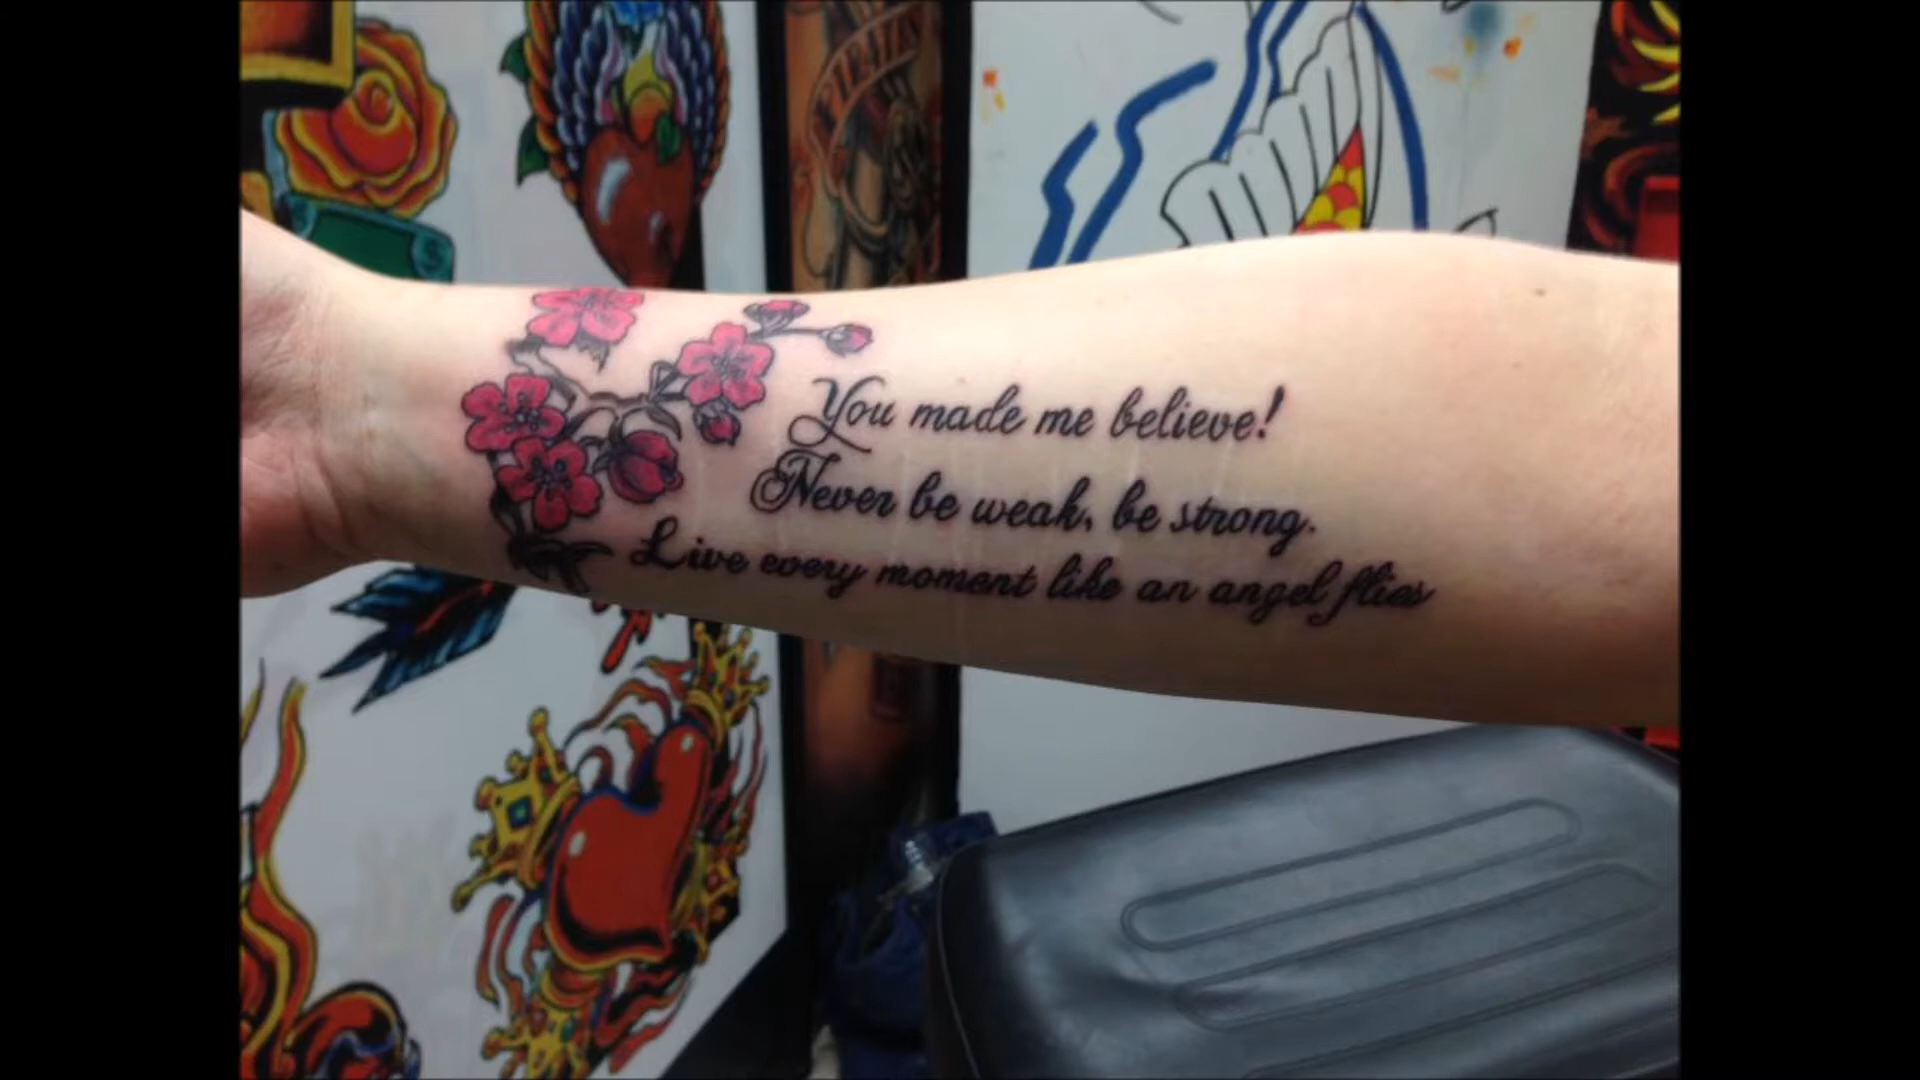 You made me believe!
Never be weak, be strong.
Live every moment like an angel flies